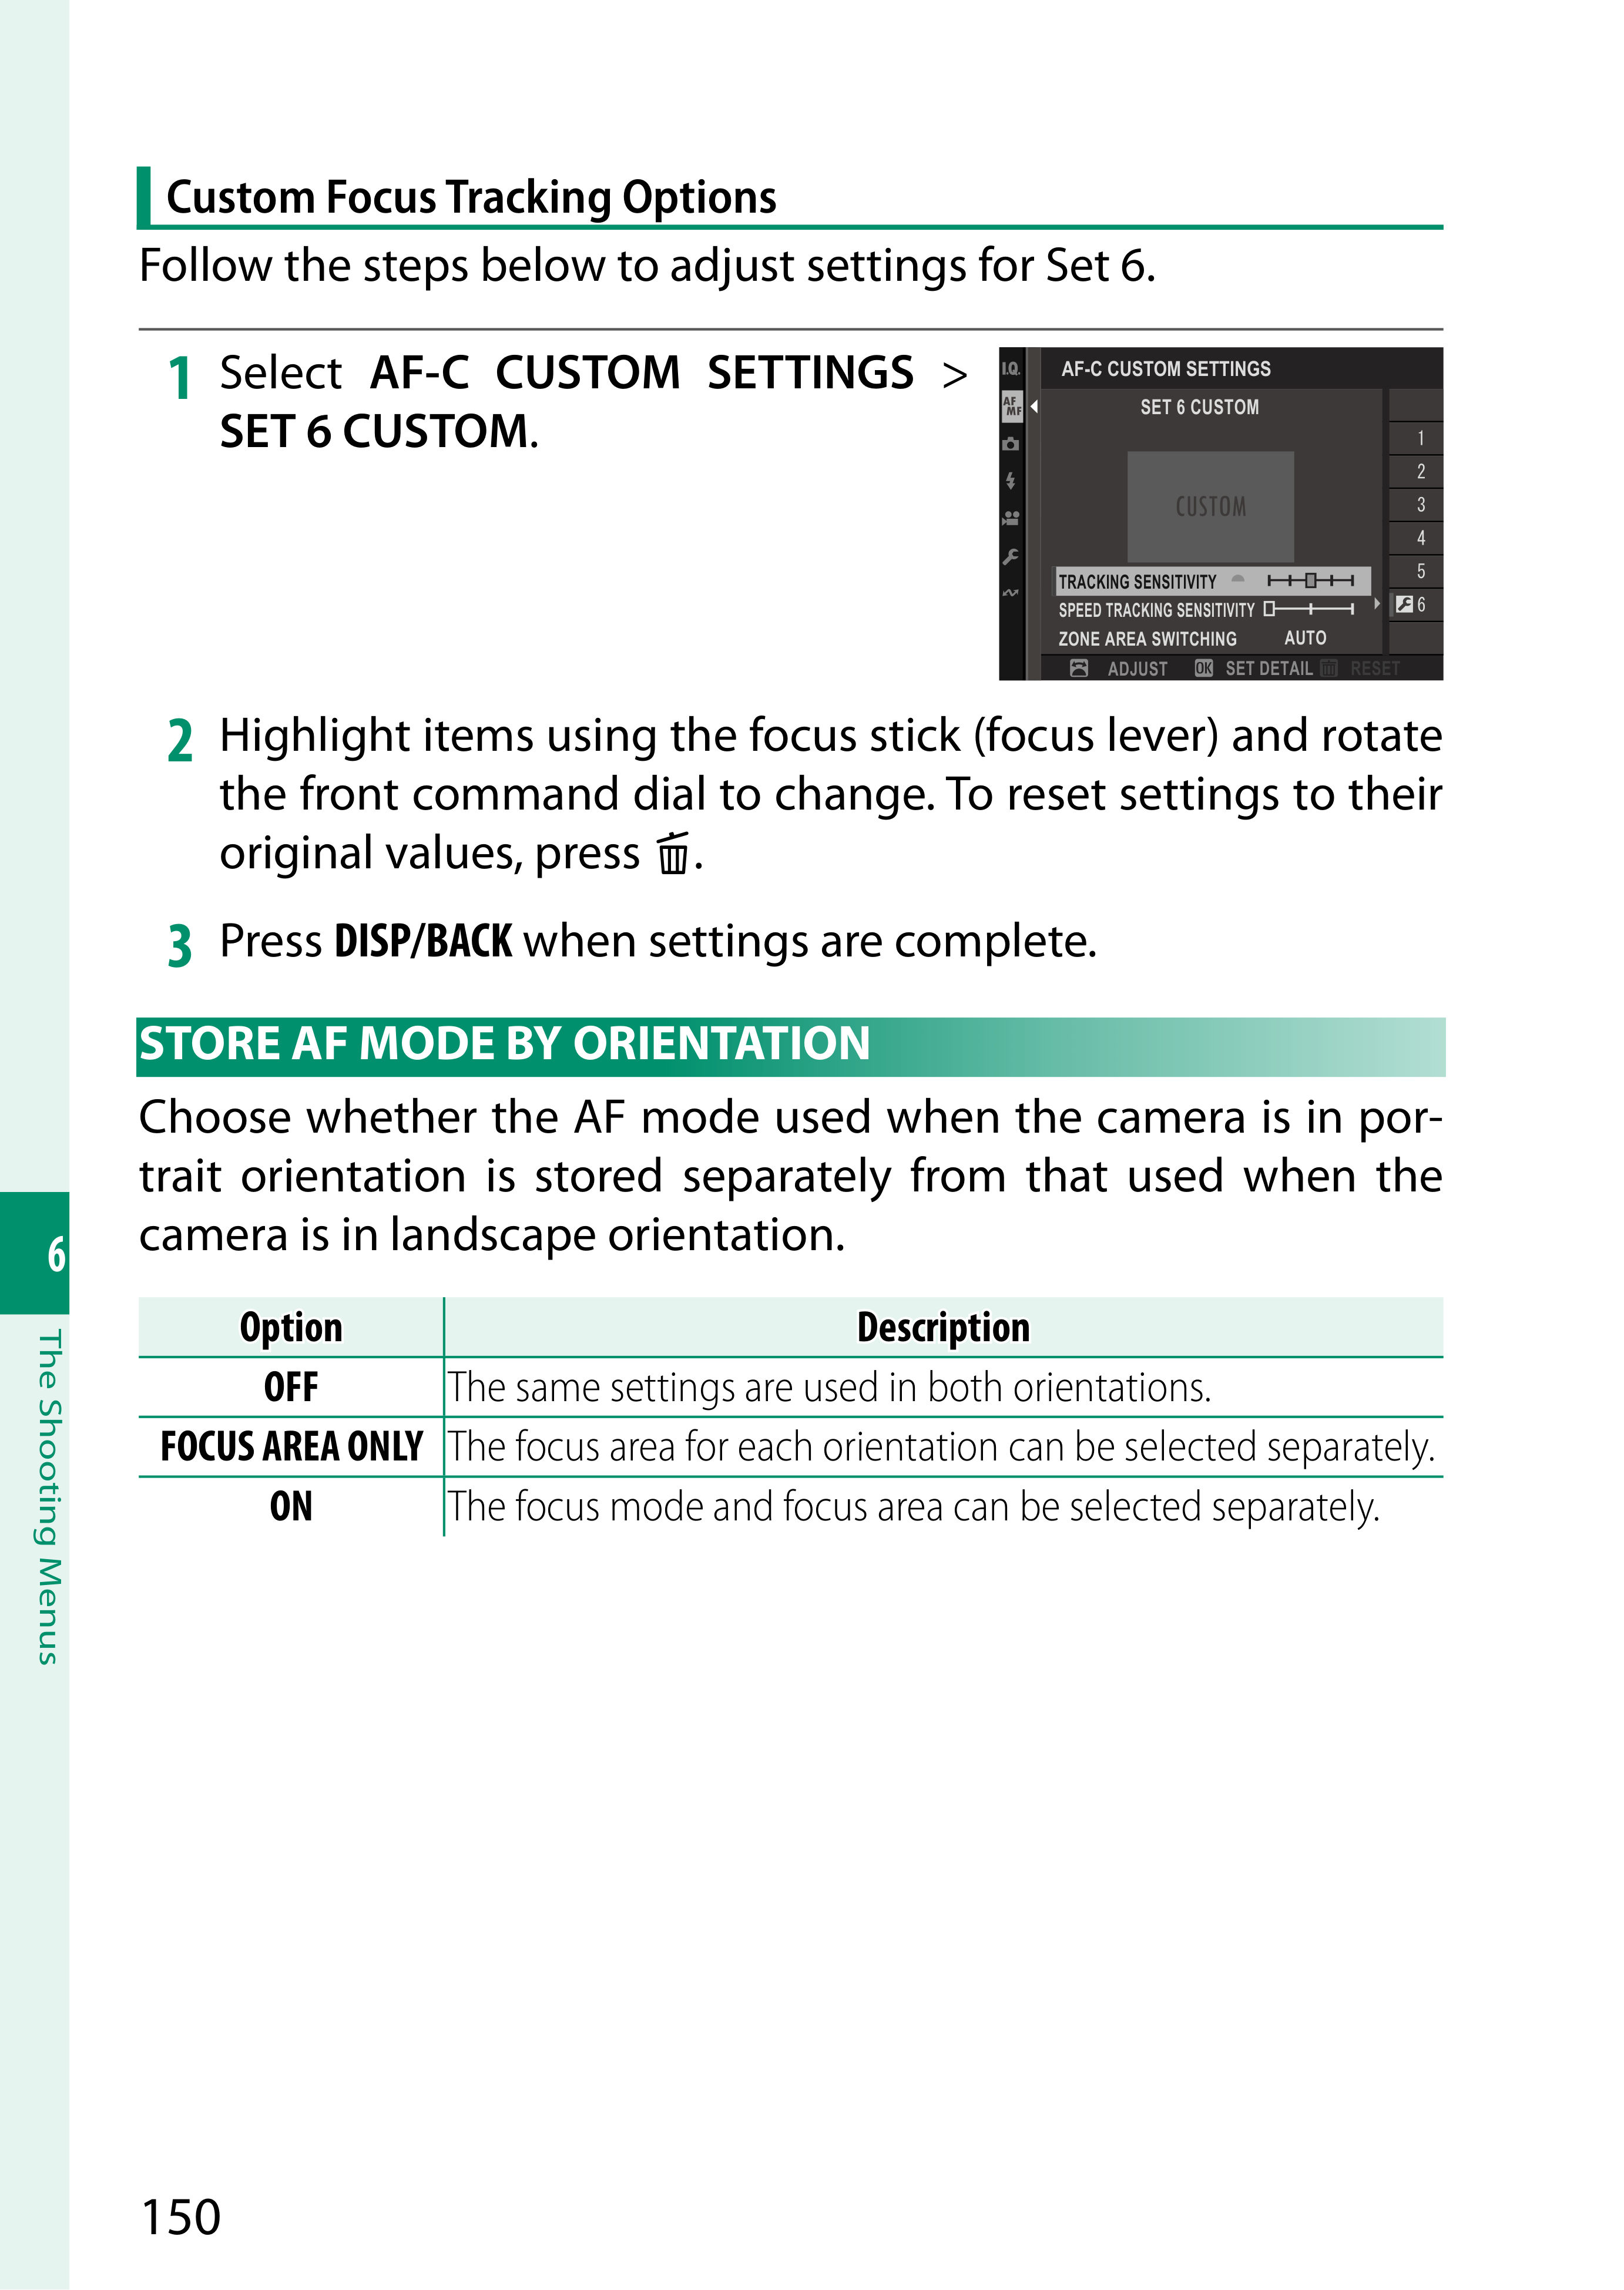 Custom Focus Tracking Options
Follow the steps below to adjust settings for Set 6.
1 Select AF-C CUSTOM SETTINGS >
SET 6 CUSTOM.
I.Q.
AF
MF
AF-C CUSTOM SETTINGS
SET 6 CUSTOM
CUSTOM
TRACKING SENSITIVITY
SPEED TRACKING SENSITIVITY
ZONE AREA SWITCHING AUTO
ADJUST OK SET DETAIL RESET
1
2
3
4
5
6
2 Highlight items using the focus stick (focus lever) and rotate
the front command dial to change. To reset settings to their
original values, press .
3 Press DISP/BACK when settings are complete.
STORE AF MODE BY ORIENTATION
Choose whether the AF mode used when the camera is in por-
trait orientation is stored separately from that used when the
camera is in landscape orientation.
Option Description
OFF The same settings are used in both orientations.
FOCUS AREA ONLY The focus area for each orientation can be selected separately.
ON The focus mode and focus area can be selected separately.
6
The Shooting Menus
150